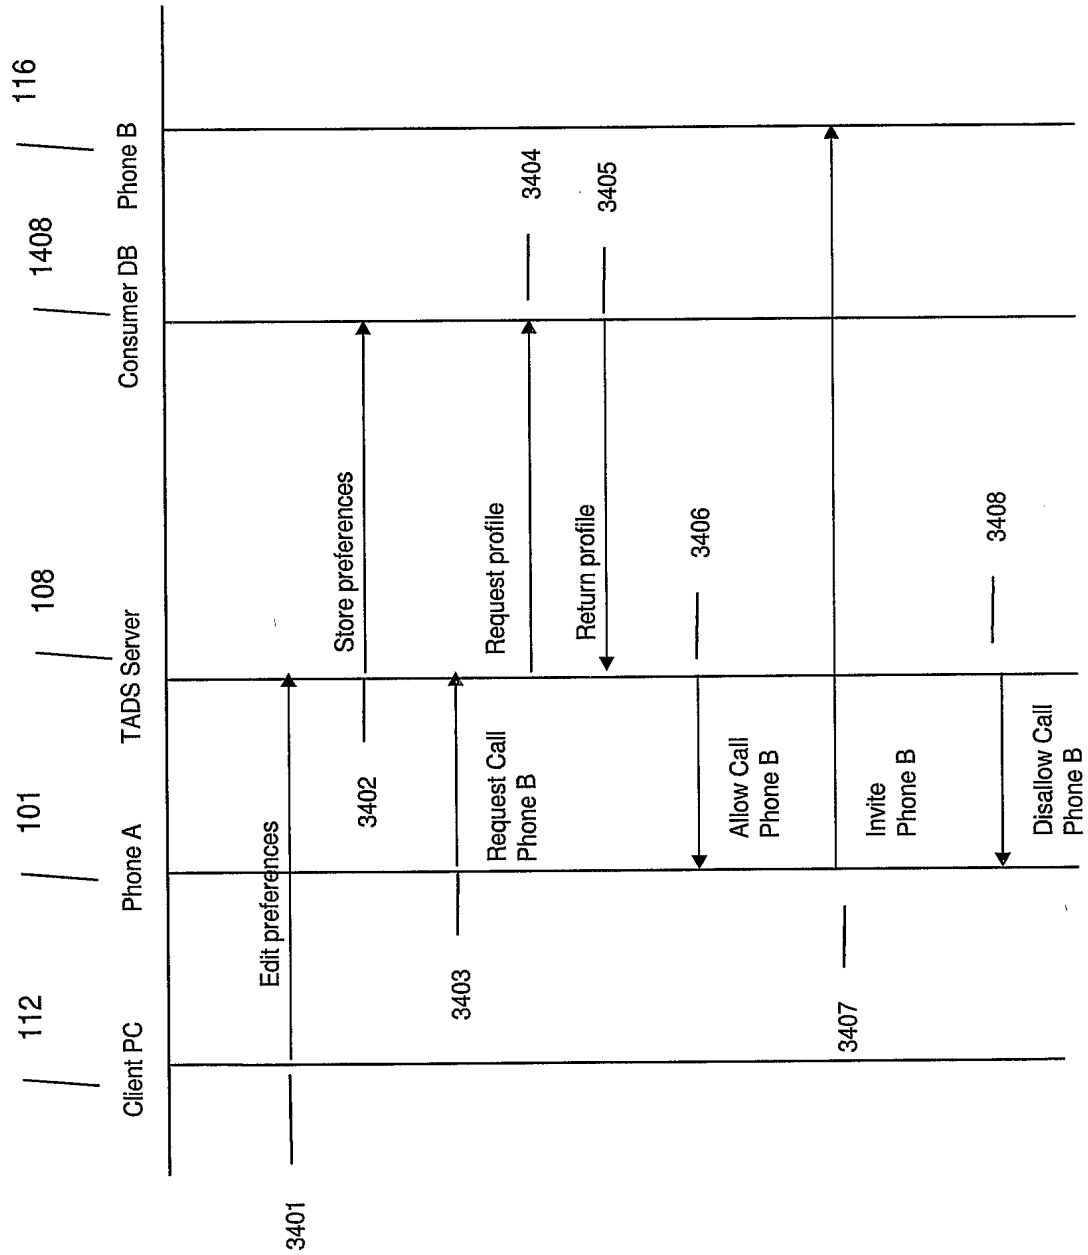 112
101
108
1408
116
Client PC
Phone A
TADS Server
Consumer DB
Phone B
3401
Edit preferences
3402
Store preferences
3403
Request Call
Phone B
Request profile
3404
Return profile
3405
3406
Allow Call
Phone B
3407
Invite
Phone B
3408
Disallow Call
Phone B